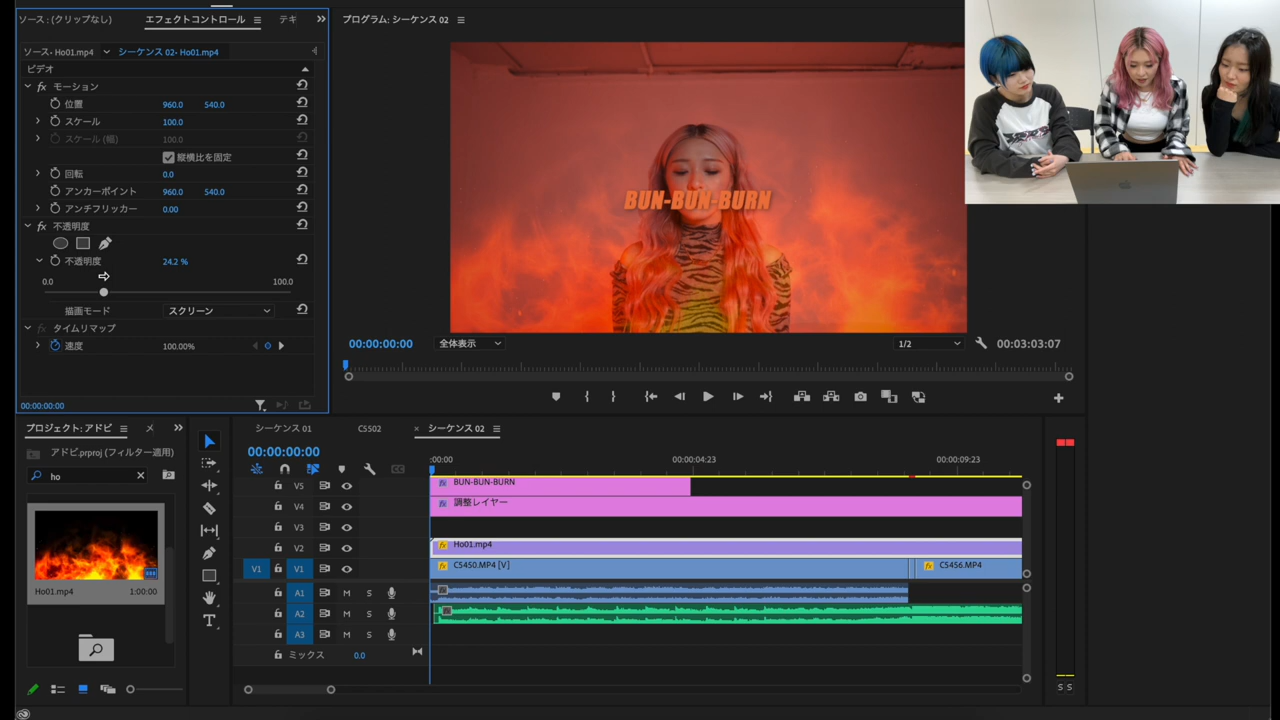 ソース : (クリップなし)
エフェクトコントロール
テキ
ソース・Ho01.mp4
シーケンス 02・Ho01.mp4
ビデオ
fx モーション
位置 960.0 540.0
スケール 100.0
スケール (幅) 100.0
縦横比を固定
回転 0.0
アンカーポイント 960.0 540.0
アンチフリッカー 0.00
fx 不透明度
不透明度 24.2 %
0.0 100.0
描画モード スクリーン
fx タイムリマップ
速度 100.00%
00:00:00:00
プログラム: シーケンス 02
BUN-BUN-BURN
00:00:00:00 全体表示 1/2 00:03:03:07
プロジェクト: アドビ
アドビ.prproj (フィルター適用)
ho
Ho01.mp4 1:00:00
T
シーケンス 01
C5502
× シーケンス 02
00:00:00:00
:00:00 00:00:04:23 00:00:09:23
V5 fx BUN-BUN-BURN
V4 fx 調整レイヤー
V3
V2 fx Ho01.mp4
V1 V1 fx C5450.MP4 [V] fx C5456.MP4
A1 M S
A2 M S
A3 M S
ミックス 0.0
S S